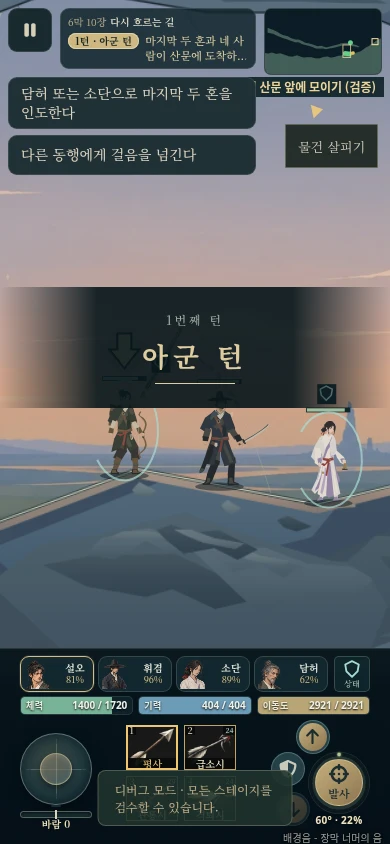 6막 10장 다시 흐르는 길
1턴 · 아군 턴
마지막 두 혼과 네 사
람이 산문에 도착하…
담허 또는 소단으로 마지막 두 혼을
인도한다
산문 앞에 모이기 (검증)
다른 동행에게 걸음을 넘긴다
물건 살피기
1번째 턴
아군 턴
설오
81%
휘겸
96%
소단
89%
담허
62%
상태
체력 1400 / 1720
기력 404 / 404
이동도 2921 / 2921
1
평사
2
24
급소시
발사
바람 0
디버그 모드 · 모든 스테이지를
검수할 수 있습니다.
60° · 22%
배경음 - 장막 너머의 음